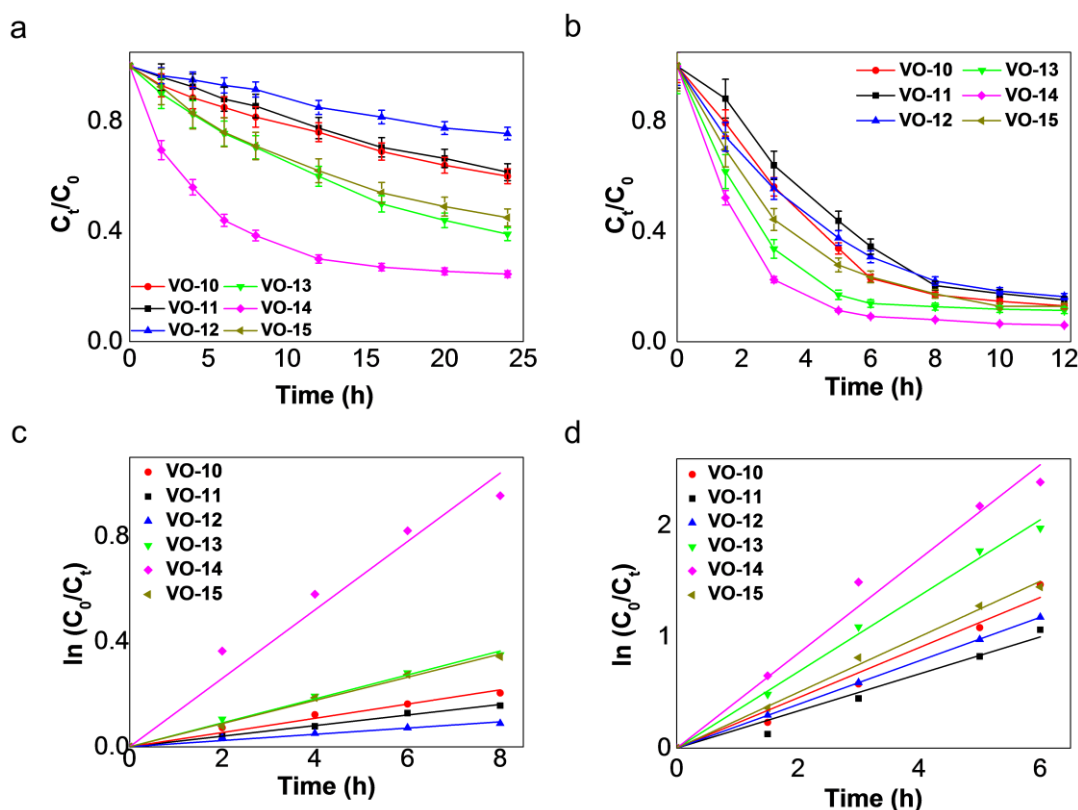 a
C_t/C_0
0.8
0.4
0.0
VO-10 VO-13
VO-11 VO-14
VO-12 VO-15
0 5 10 15 20 25
Time (h)
b
C_t/C_0
0.8
0.4
0.0
VO-10 VO-13
VO-11 VO-14
VO-12 VO-15
0 2 4 6 8 10 12
Time (h)
c
ln (C_0/C_t)
0.8
0.4
0.0
VO-10
VO-11
VO-12
VO-13
VO-14
VO-15
0 2 4 6 8
Time (h)
d
ln (C_0/C_t)
2
1
0
VO-10
VO-11
VO-12
VO-13
VO-14
VO-15
0 2 4 6
Time (h)